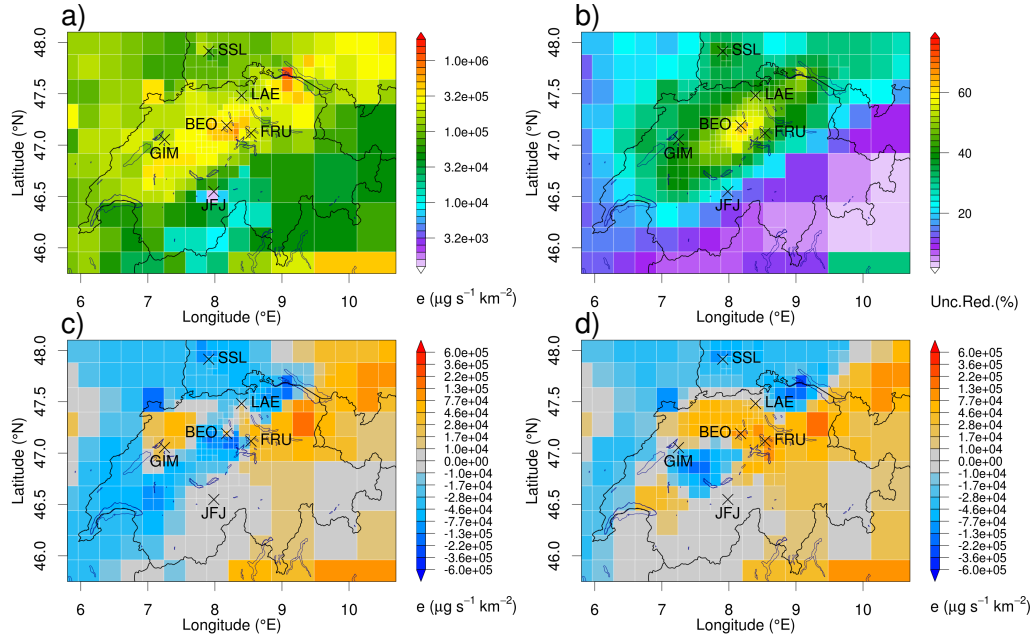 a)
48.0
47.5
47.0
46.5
46.0
Latitude (°N)
SSL
LAE
BEO
FRU
GIM
JFJ
6 7 8 9 10
Longitude (°E)
1.0e+06
3.2e+05
1.0e+05
3.2e+04
1.0e+04
3.2e+03
e (µg s⁻¹ km⁻²)
b)
48.0
47.5
47.0
46.5
46.0
Latitude (°N)
SSL
LAE
BEO
FRU
GIM
JFJ
6 7 8 9 10
Longitude (°E)
60
40
20
Unc.Red.(%)
c)
48.0
47.5
47.0
46.5
46.0
Latitude (°N)
SSL
LAE
BEO
FRU
GIM
JFJ
6 7 8 9 10
Longitude (°E)
6.0e+05
3.6e+05
2.2e+05
1.3e+05
7.7e+04
4.6e+04
2.8e+04
1.7e+04
1.0e+04
0.0e+00
-1.0e+04
-2.8e+04
-4.6e+04
-7.7e+04
-1.3e+05
-2.2e+05
-3.6e+05
-6.0e+05
e (µg s⁻¹ km⁻²)
d)
48.0
47.5
47.0
46.5
46.0
Latitude (°N)
SSL
LAE
BEO
FRU
GIM
JFJ
6 7 8 9 10
Longitude (°E)
6.0e+05
3.6e+05
2.2e+05
1.3e+05
7.7e+04
4.6e+04
2.8e+04
1.7e+04
1.0e+04
0.0e+00
-1.0e+04
-2.8e+04
-4.6e+04
-7.7e+04
-1.3e+05
-2.2e+05
-3.6e+05
-6.0e+05
e (µg s⁻¹ km⁻²)